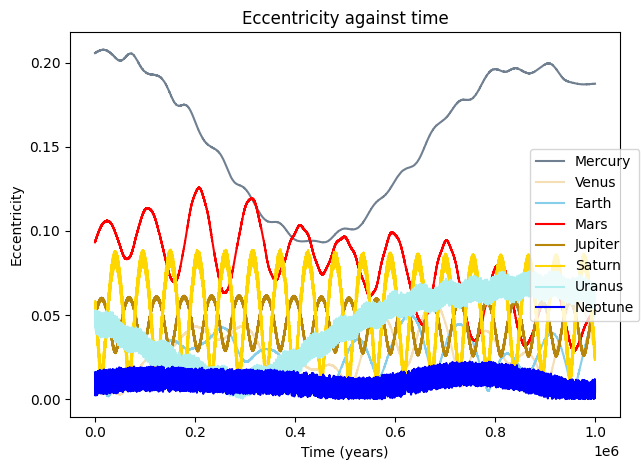 Eccentricity against time
Eccentricity
0.20
0.15
0.10
0.05
0.00
Mercury
Venus
Earth
Mars
Jupiter
Saturn
Uranus
Neptune
0.0 0.2 0.4 0.6 0.8 1.0
1e6
Time (years)